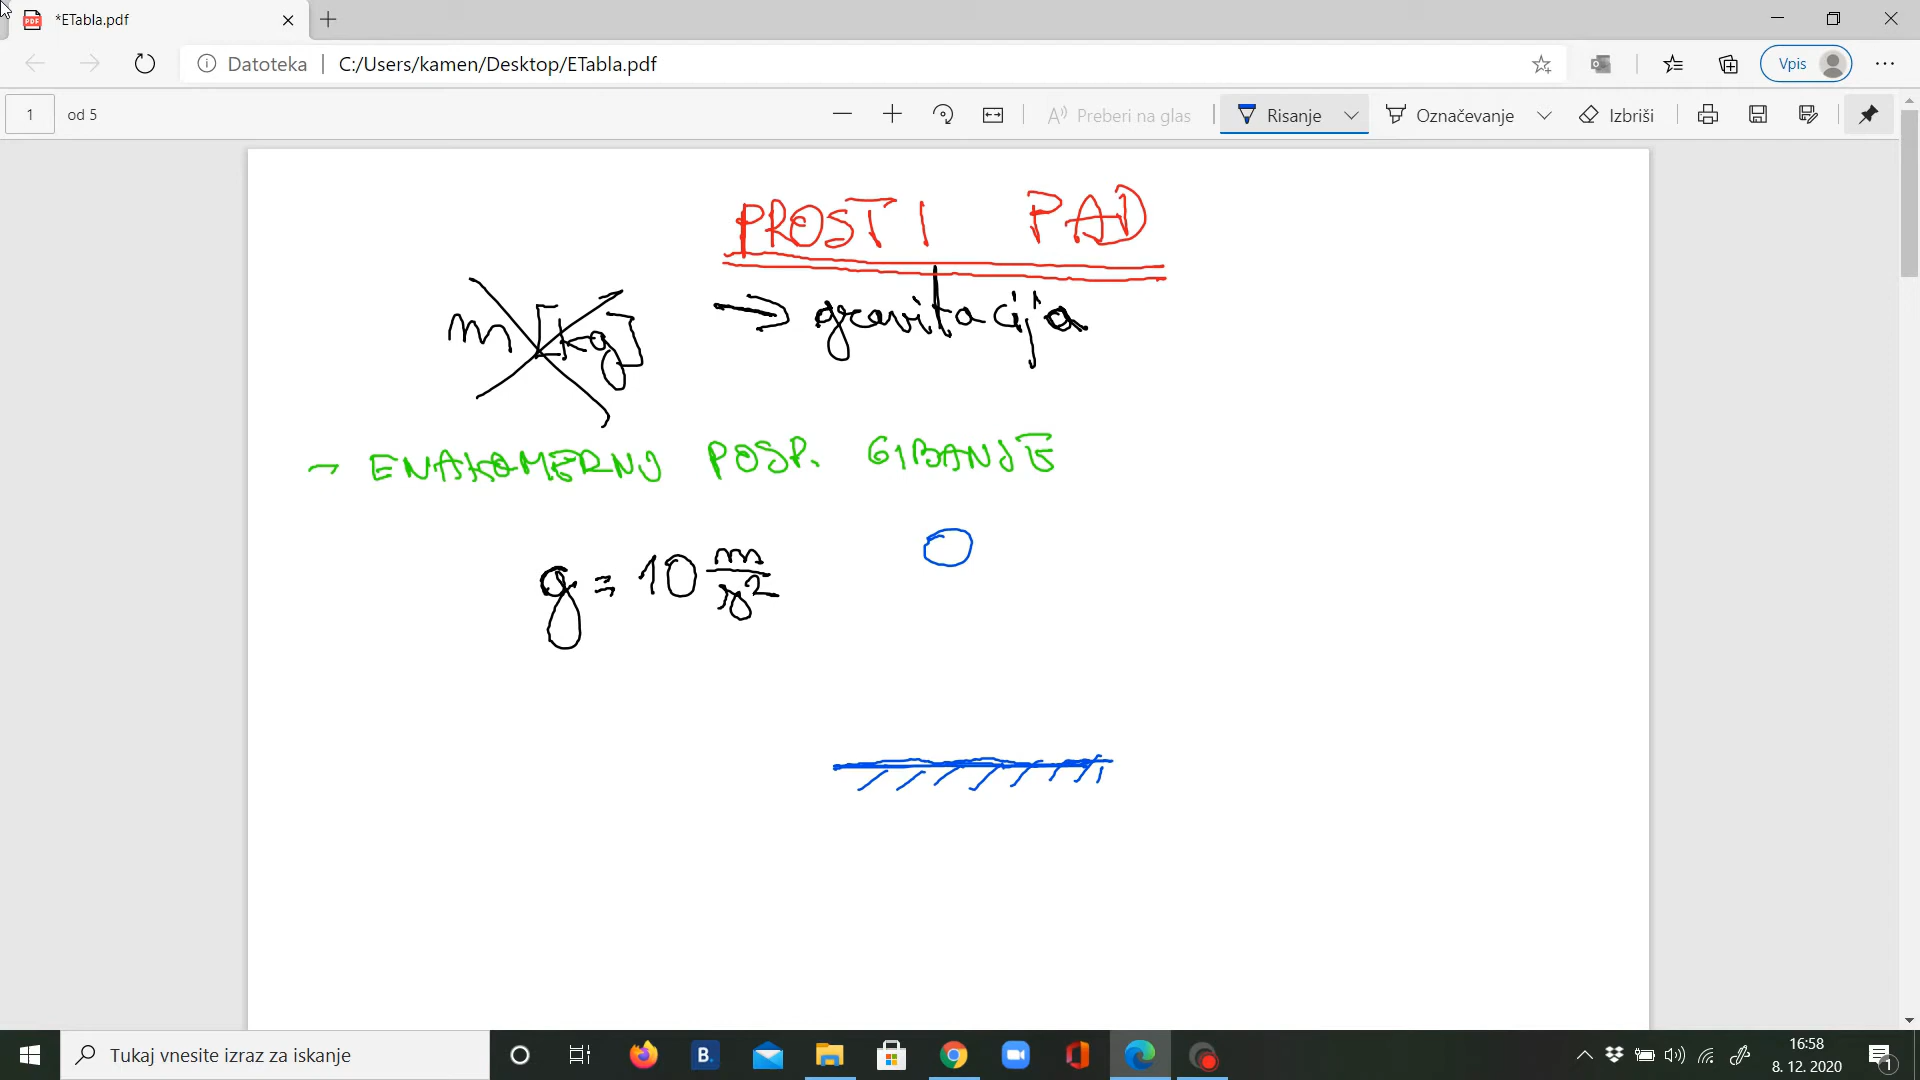 *ETabla.pdf
Datoteka | C:/Users/kamen/Desktop/ETabla.pdf
Vpis
1 od 5
Preberi na glas
Risanje
Označevanje
Izbriši
PROSTI PAD
m [kg] → gravitacija
- ENAKOMERNO POSP. GIBANJE
g = 10 m/s²
Tukaj vnesite izraz za iskanje
B.
16:58
8. 12. 2020
1